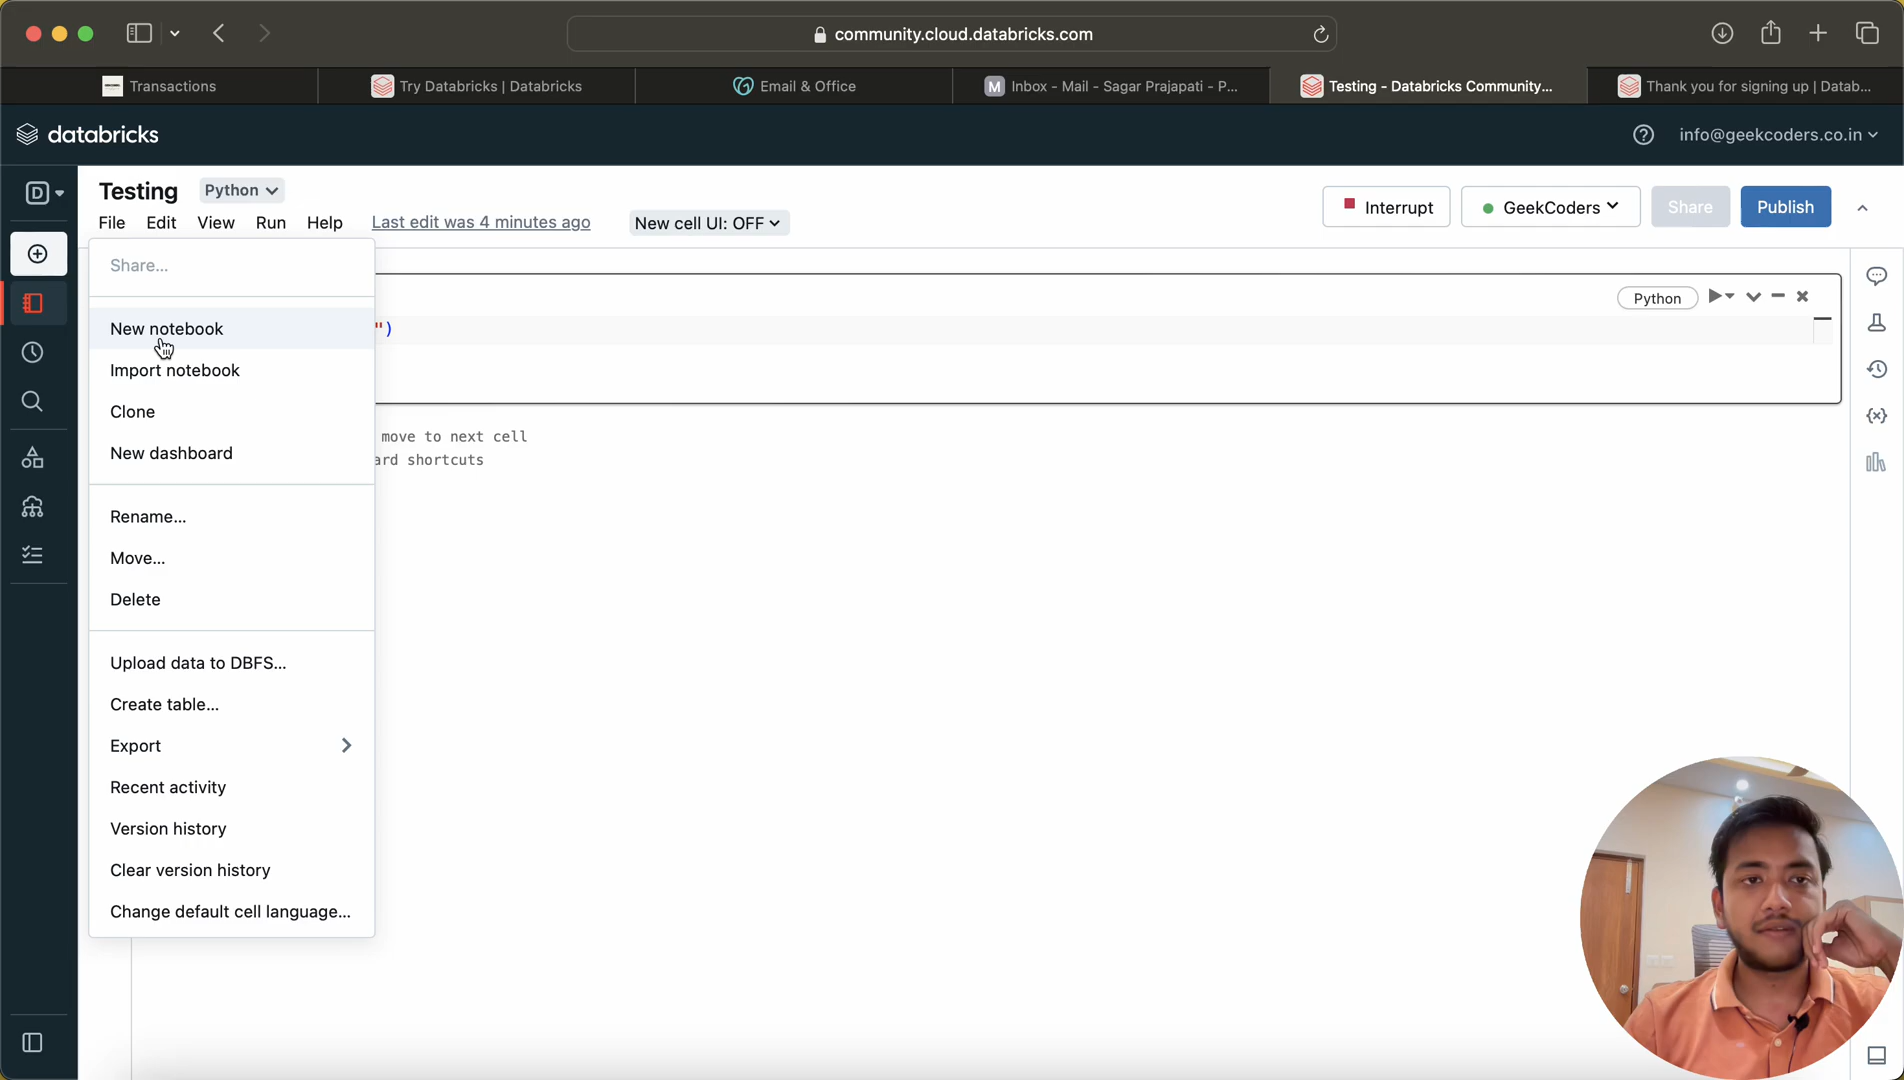 community.cloud.databricks.com
Transactions
Try Databricks | Databricks
Email & Office
M Inbox - Mail - Sagar Prajapati - P...
Testing - Databricks Community...
Thank you for signing up | Datab...
databricks
? info@geekcoders.co.in
D
Testing
Python
File Edit View Run Help
Last edit was 4 minutes ago
New cell UI: OFF
Interrupt
GeekCoders
Share
Publish
Share...
New notebook
Import notebook
Clone
New dashboard
Rename...
Move...
Delete
Upload data to DBFS...
Create table...
Export
Recent activity
Version history
Clear version history
Change default cell language...
")
Python
move to next cell
ard shortcuts